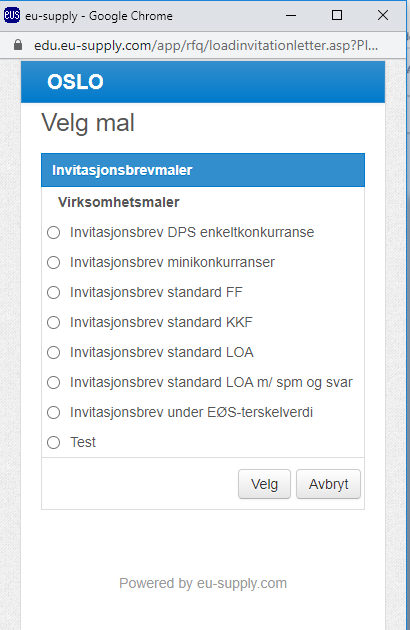 eus
eu-supply - Google Chrome
edu.eu-supply.com/app/rfq/loadinvitationletter.asp?Pl...
OSLO
Velg mal
Invitasjonsbrevmaler
Virksomhetsmaler
Invitasjonsbrev DPS enkeltkonkurranse
Invitasjonsbrev minikonkurranser
Invitasjonsbrev standard FF
Invitasjonsbrev standard KKF
Invitasjonsbrev standard LOA
Invitasjonsbrev standard LOA m/ spm og svar
Invitasjonsbrev under EØS-terskelverdi
Test
Velg Avbryt
Powered by eu-supply.com